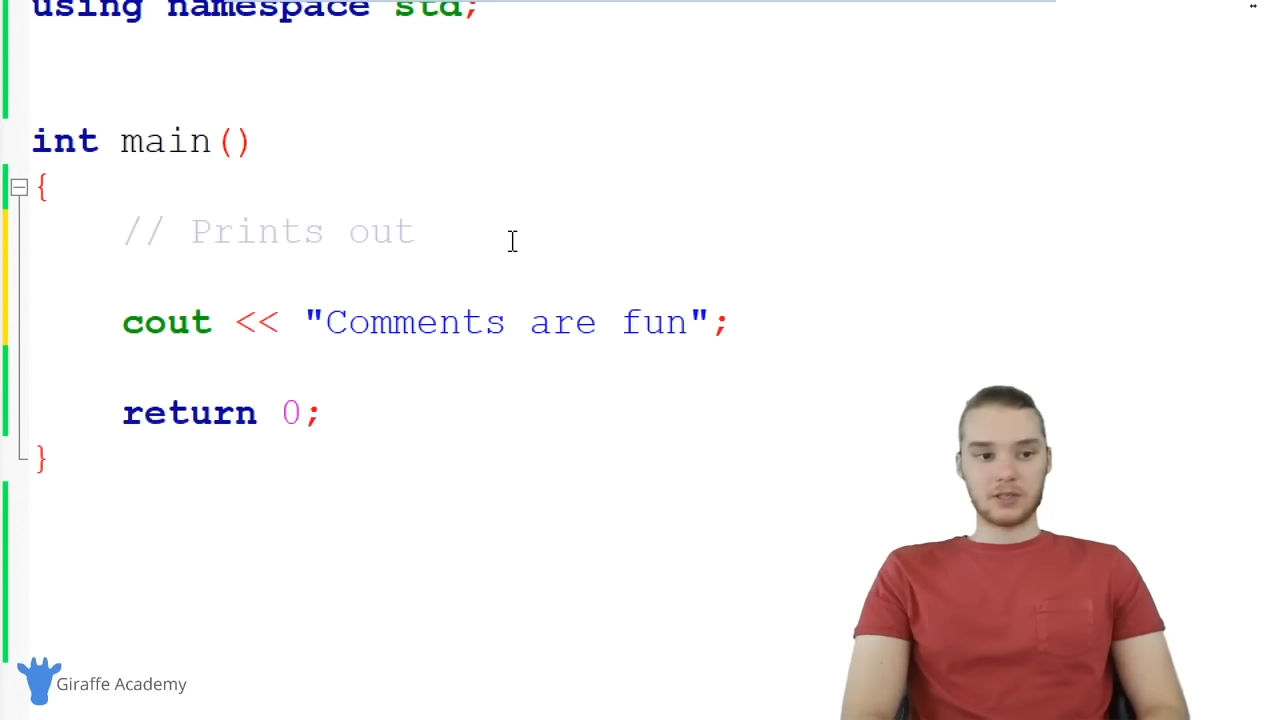 using namespace std;
int main()
{
// Prints out
cout << "Comments are fun";
return 0;
}
Giraffe Academy